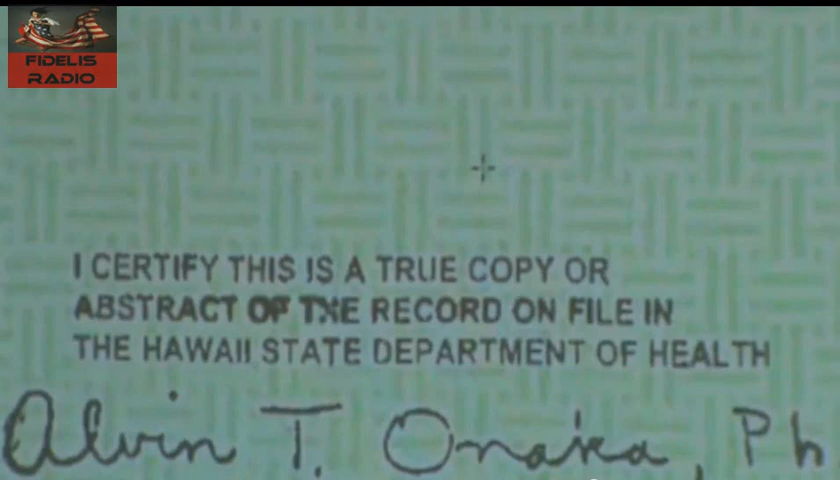 FIDELIS
RADIO
I CERTIFY THIS IS A TRUE COPY OR
ABSTRACT OF TXE RECORD ON FILE IN
THE HAWAII STATE DEPARTMENT OF HEALTH
Alvin T. Onaka, Ph